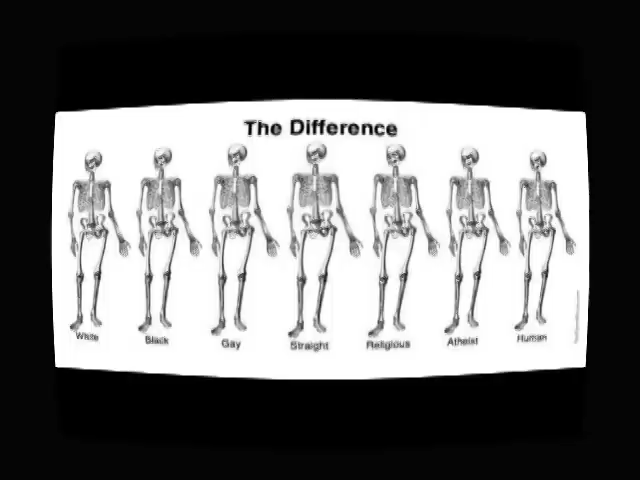 The Difference
White Black Gay Straight Religious Atheist Human